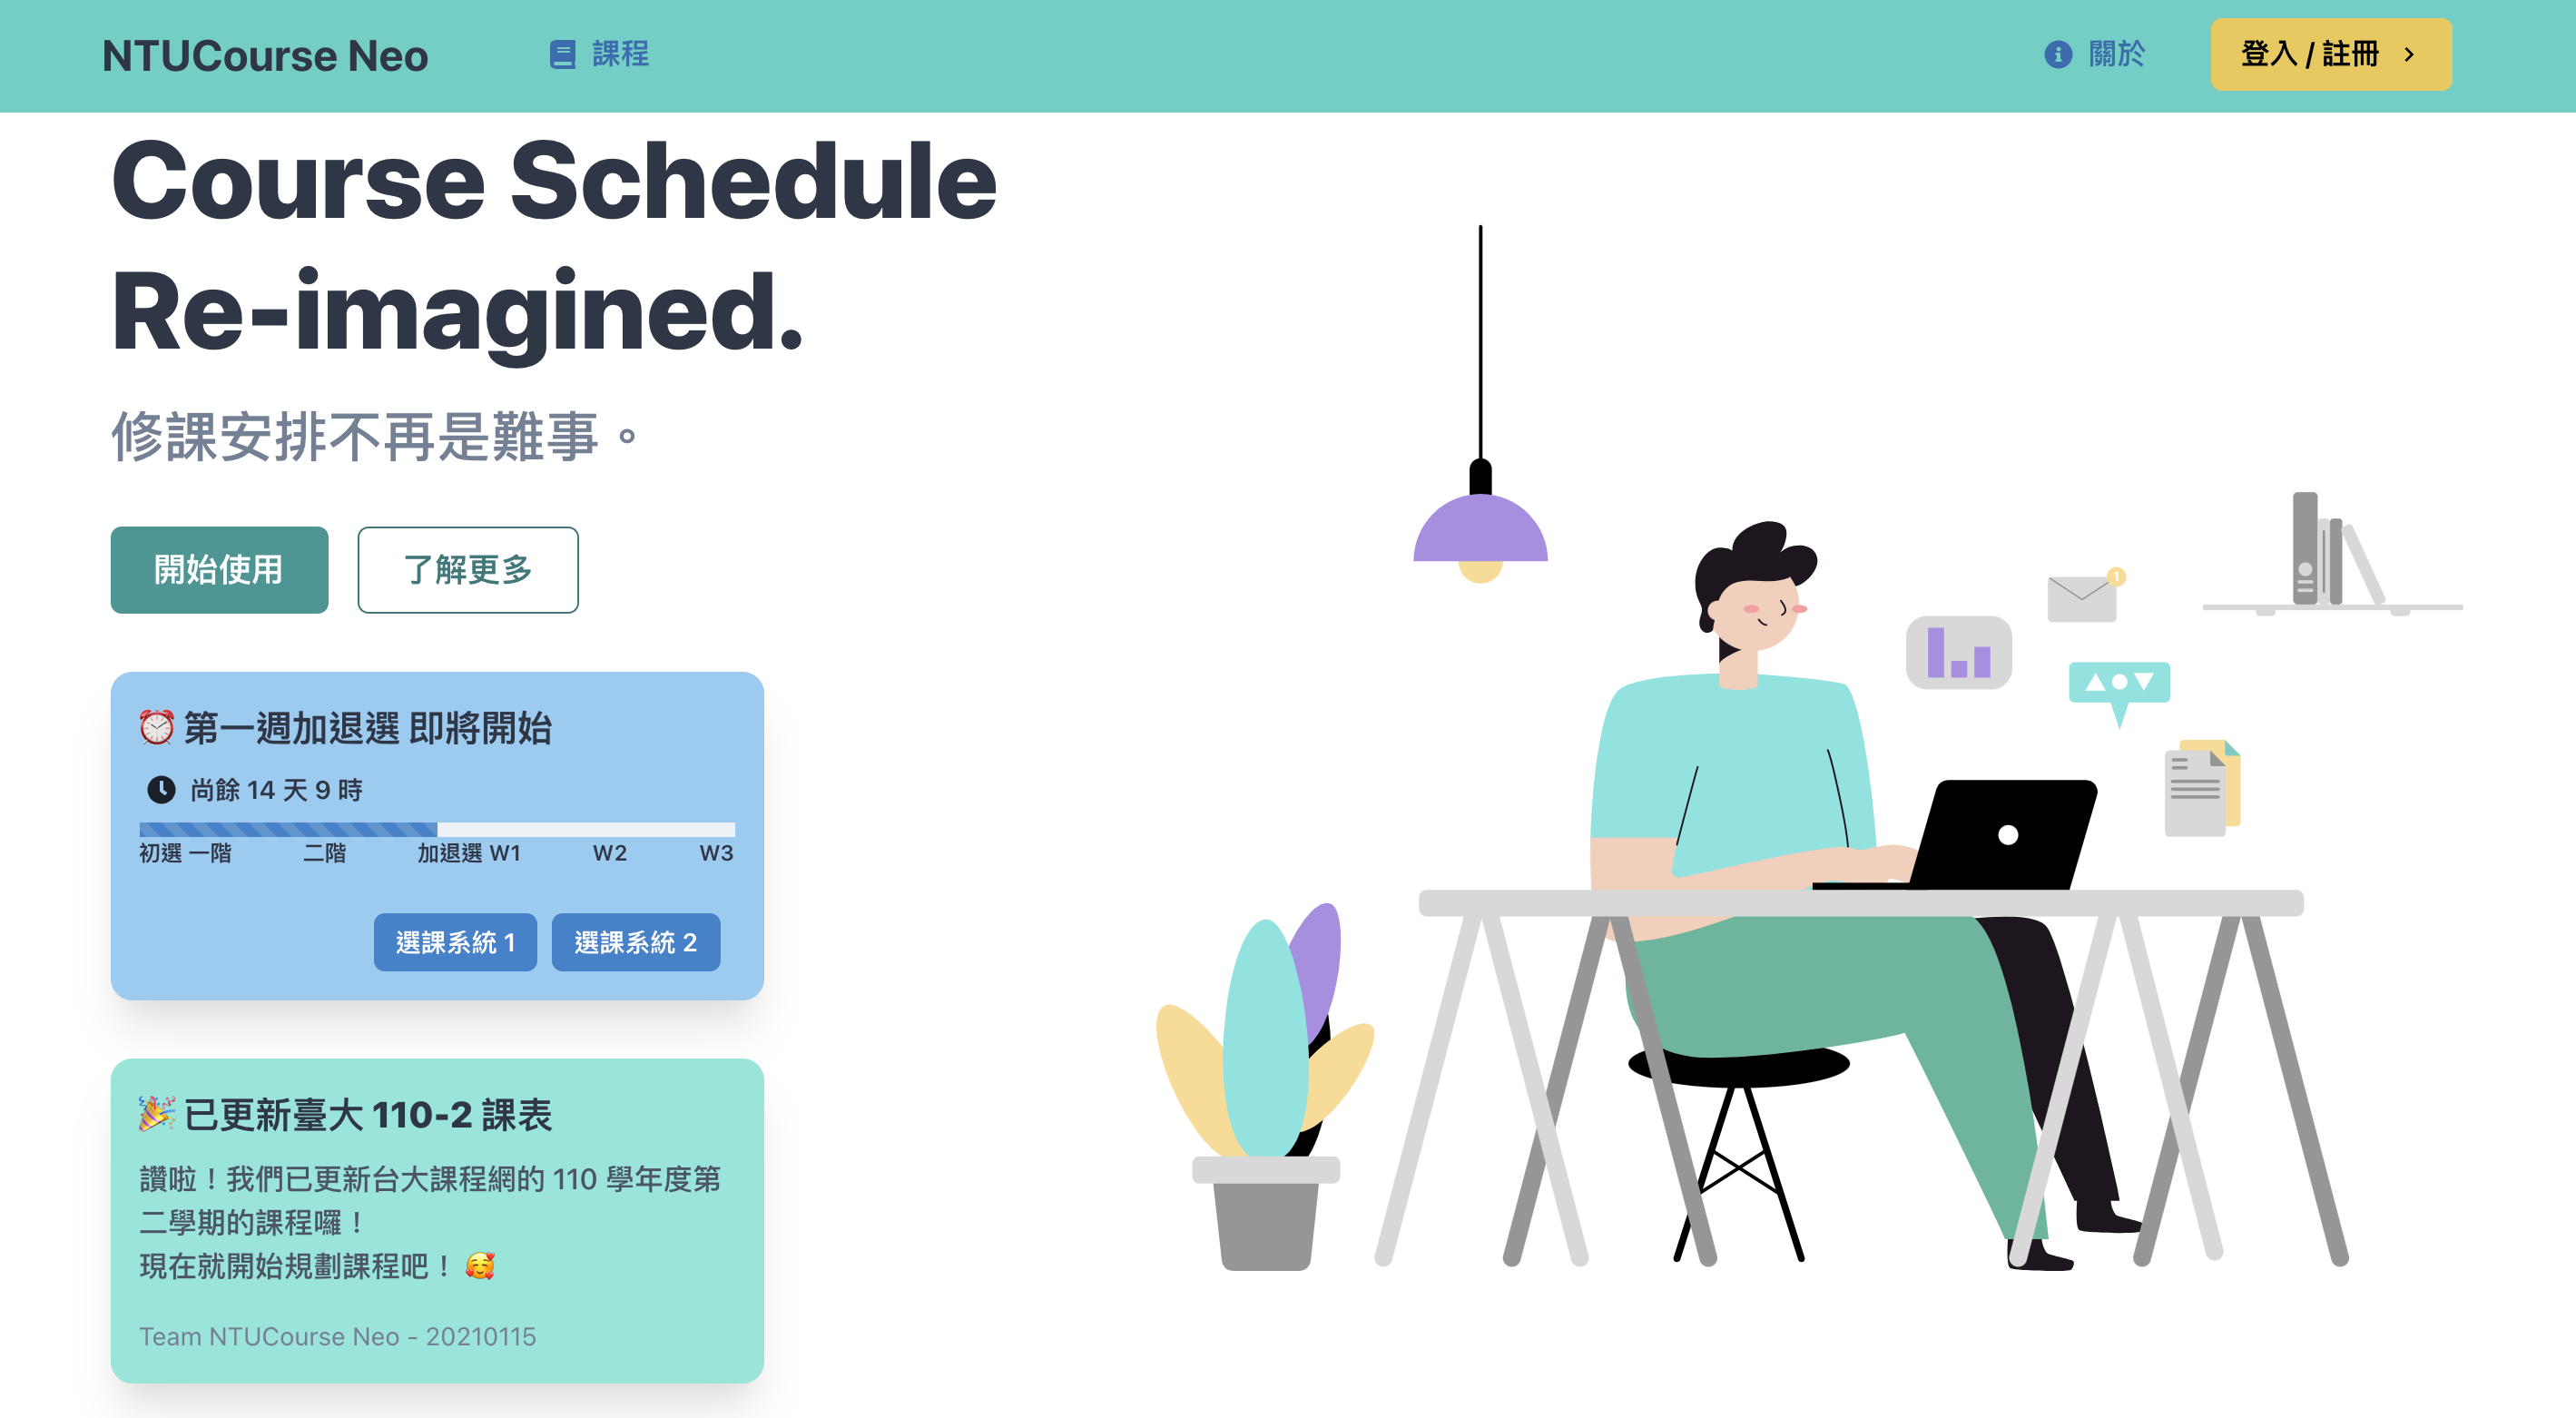 NTUCourse Neo
課程
關於
登入 / 註冊
Course Schedule
Re-imagined.
修課安排不再是難事。
開始使用
了解更多
⏰ 第一週加退選 即將開始
尚餘 14 天 9 時
初選 一階 二階 加退選 W1 W2 W3
選課系統 1
選課系統 2
🎉 已更新臺大 110-2 課表
讚啦！我們已更新台大課程網的 110 學年度第
二學期的課程囉！
現在就開始規劃課程吧！ 🥰
Team NTUCourse Neo - 20210115
1